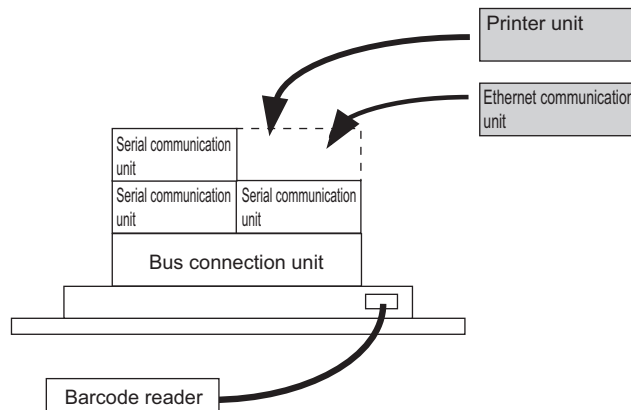 Printer unit
Ethernet communication
unit
Serial communication
unit
Serial communication
unit
Serial communication
unit
Bus connection unit
Barcode reader